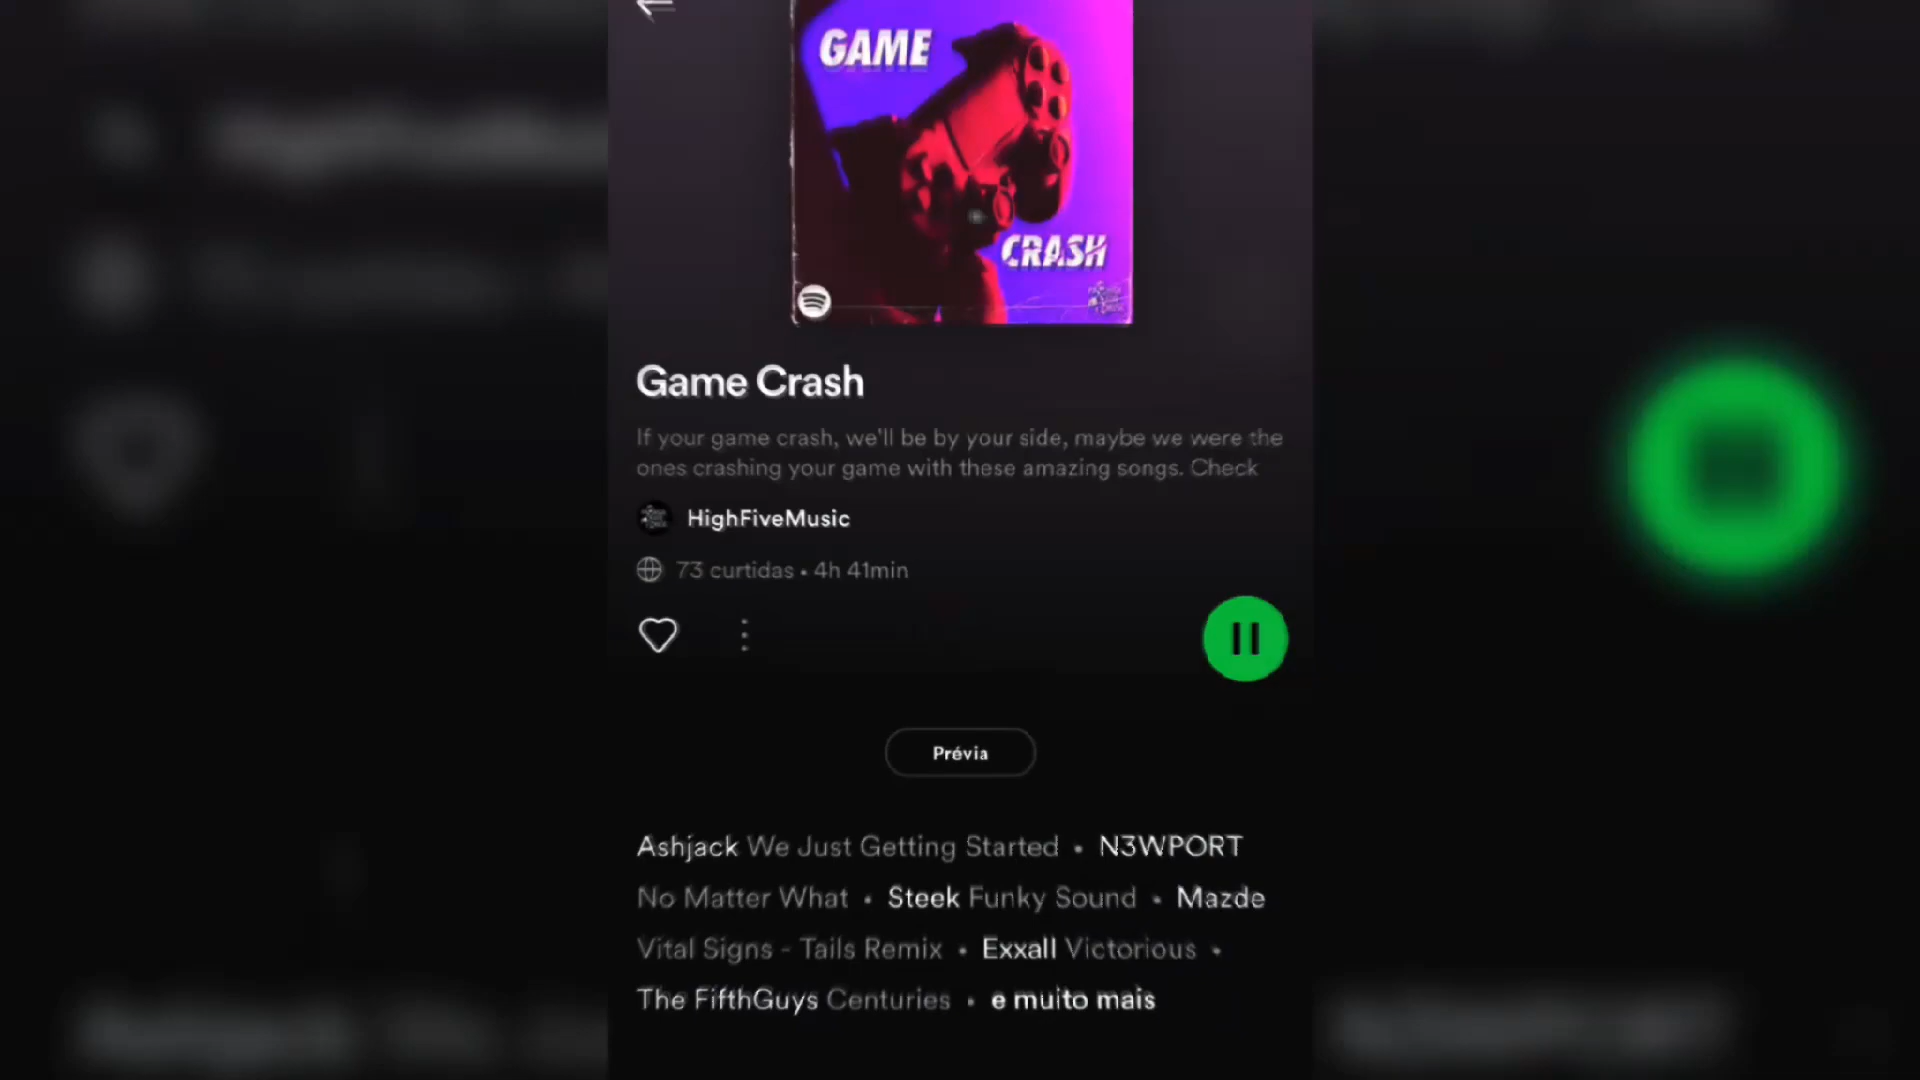 GAME
CRASH
Game Crash
If your game crash, we'll be by your side, maybe we were the
ones crashing your game with these amazing songs. Check
HighFiveMusic
73 curtidas • 4h 41min
Prévia
Ashjack We Just Getting Started • N3WPORT
No Matter What • Steek Funky Sound • Mazde
Vital Signs - Tails Remix • Exxall Victorious •
The FifthGuys Centuries • e muito mais